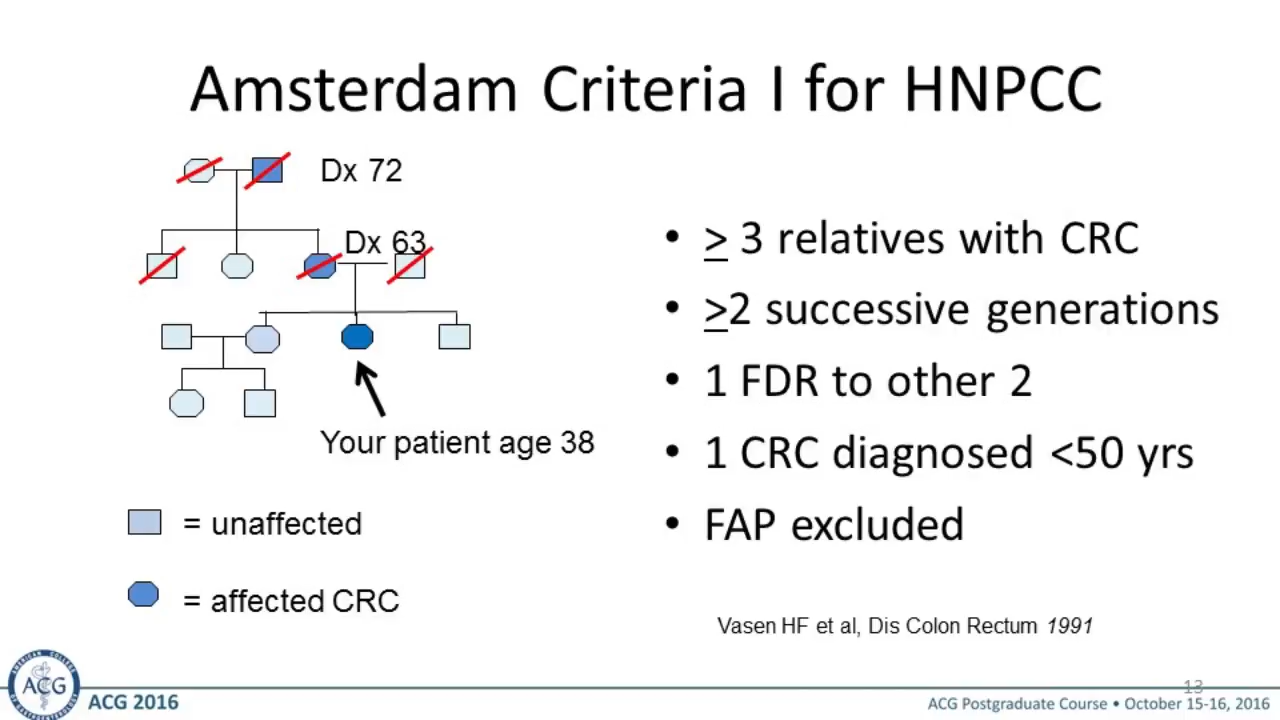 Amsterdam Criteria I for HNPCC
Dx 72
Dx 63
Your patient age 38
= unaffected
= affected CRC
• > 3 relatives with CRC
• >2 successive generations
• 1 FDR to other 2
• 1 CRC diagnosed <50 yrs
• FAP excluded
Vasen HF et al, Dis Colon Rectum 1991
13
ACG
ACG 2016
ACG Postgraduate Course • October 15-16, 2016